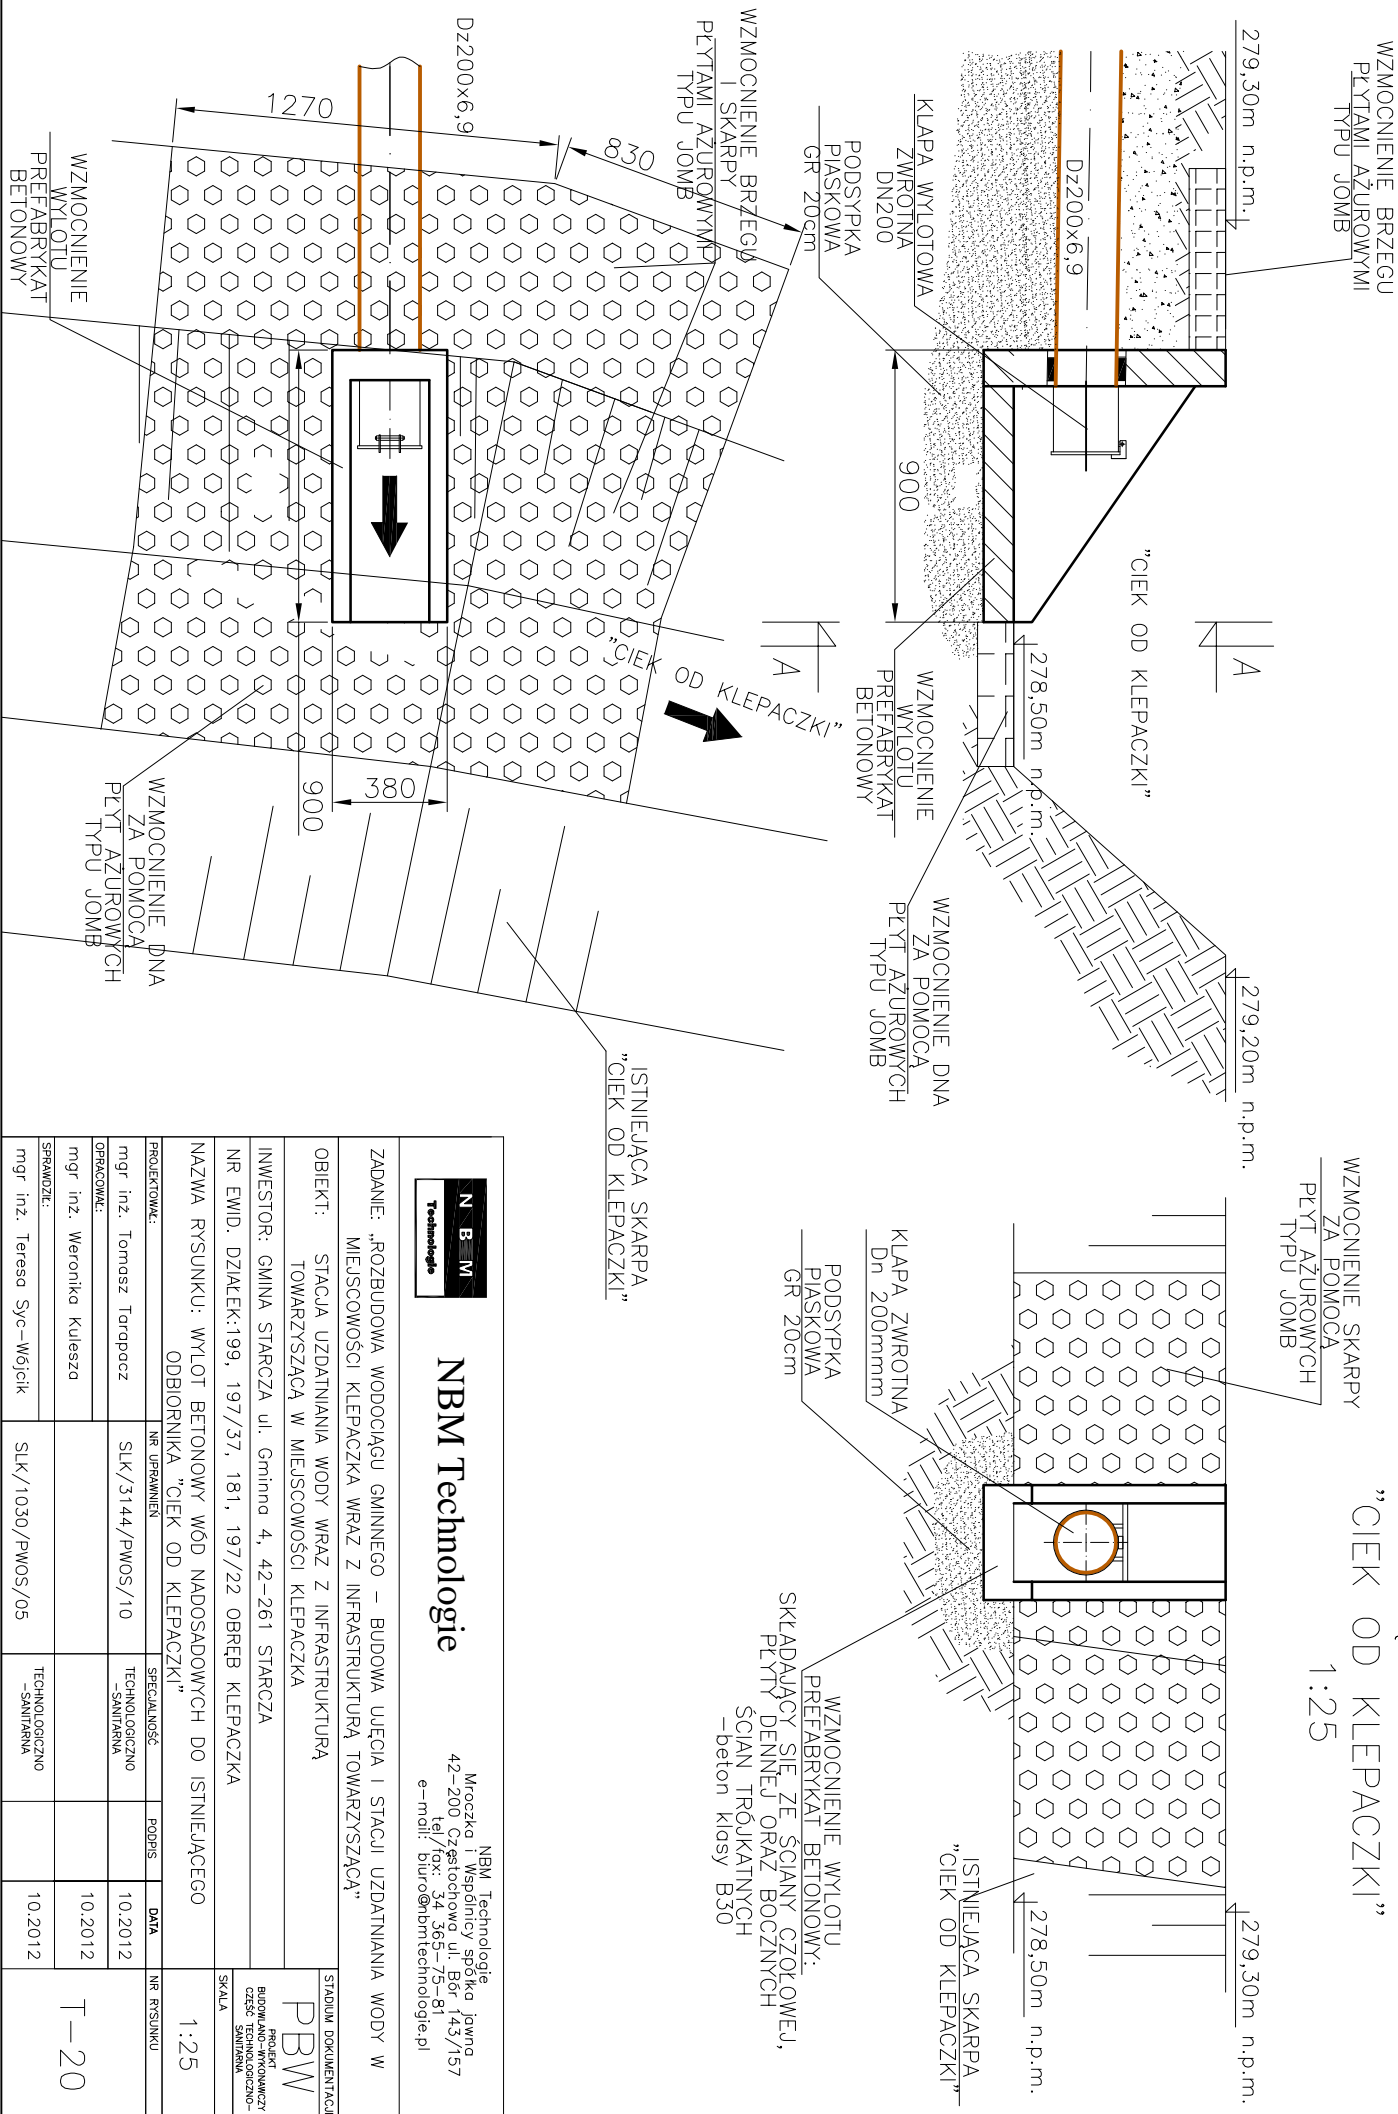 WZMOCNIENIE BRZEGU
PŁYTAMI AŻUROWYMI
TYPU JOMB
279,30m n.p.m.
Dz200x6,9
KLAPA WYLOTOWA
ZWROTNA
DN200
PODSYPKA
PIASKOWA
GR 20cm
900
"CIEK OD KLEPACZKI"
A
A
278,50m n.p.m.
279,20m n.p.m.
WZMOCNIENIE
WYLOTU
PREFABRYKAT
BETONOWY
WZMOCNIENIE DNA
ZA POMOCĄ
PŁYT AŻUROWYCH
TYPU JOMB
"CIEK OD KLEPACZKI"
1:25
WZMOCNIENIE SKARPY
ZA POMOCĄ
PŁYT AŻUROWYCH
TYPU JOMB
KLAPA ZWROTNA
Dn 200mmm
PODSYPKA
PIASKOWA
GR 20cm
WZMOCNIENIE WYLOTU
PREFABRYKAT BETONOWY:
SKŁADAJĄCY SIĘ ZE ŚCIANY CZOŁOWEJ,
PŁYTY DENNEJ ORAZ BOCZNYCH
ŚCIAN TRÓJKATNYCH
-beton klasy B30
279,30m n.p.m.
278,50m n.p.m.
ISTNIEJĄCA SKARPA
"CIEK OD KLEPACZKI"
WZMOCNIENIE BRZEGU
I SKARPY
PŁYTAMI AŻUROWYMI
TYPU JOMB
Dz200x6,9
1270
830
WZMOCNIENIE
WYLOTU
PREFABRYKAT
BETONOWY
"CIEK OD KLEPACZKI"
380
900
WZMOCNIENIE DNA
ZA POMOCĄ
PŁYT AŻUROWYCH
TYPU JOMB
ISTNIEJĄCA SKARPA
"CIEK OD KLEPACZKI"
NBM
Technologie
NBM Technologie
NBM Technologie
Mroczka i Wspólnicy spółka jawna
42-200 Częstochowa ul. Bór 143/157
tel/fax: 34 365-75-81
e-mail: biuro@nbmtechnologie.pl
ZADANIE: „ROZBUDOWA WODOCIĄGU GMINNEGO - BUDOWA UJĘCIA I STACJI UZDATNIANIA WODY W
MIEJSCOWOŚCI KLEPACZKA WRAZ Z INFRASTRUKTURĄ TOWARZYSZĄCĄ"
OBIEKT: STACJA UZDATNIANIA WODY WRAZ Z INFRASTRUKTURĄ
TOWARZYSZĄCĄ W MIEJSCOWOŚCI KLEPACZKA
INWESTOR: GMINA STARCZA ul. Gminna 4, 42-261 STARCZA
NR EWID. DZIAŁEK:199, 197/37, 181, 197/22 OBRĘB KLEPACZKA
NAZWA RYSUNKU: WYLOT BETONOWY WÓD NADOSADOWYCH DO ISTNIEJĄCEGO
ODBIORNIKA "CIEK OD KLEPACZKI"
STADIUM DOKUMENTACJI
PBW
PROJEKT
BUDOWLANO-WYKONAWCZY
CZĘŚĆ TECHNOLOGICZNO-
SANITARNA
SKALA
1:25
PROJEKTOWAŁ: NR UPRAWNIEŃ SPECJALNOŚĆ PODPIS DATA NR RYSUNKU
mgr inż. Tomasz Tarapacz SLK/3144/PWOS/10 TECHNOLOGICZNO
-SANITARNA 10.2012
OPRACOWAŁ:
mgr inż. Weronika Kulesza 10.2012
SPRAWDZIŁ:
mgr inż. Teresa Syc-Wójcik SLK/1030/PWOS/05 TECHNOLOGICZNO
-SANITARNA 10.2012
T-20